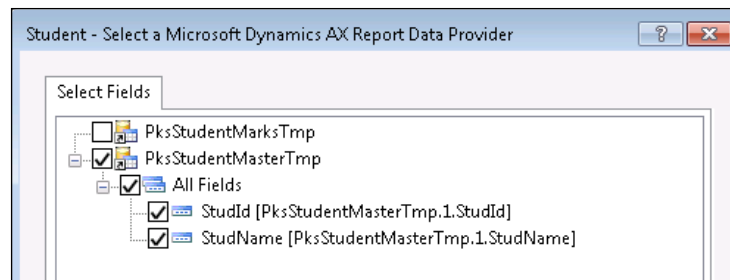 Student - Select a Microsoft Dynamics AX Report Data Provider
Select Fields
PksStudentMarksTmp
PksStudentMasterTmp
All Fields
StudId [PksStudentMasterTmp.1.StudId]
StudName [PksStudentMasterTmp.1.StudName]